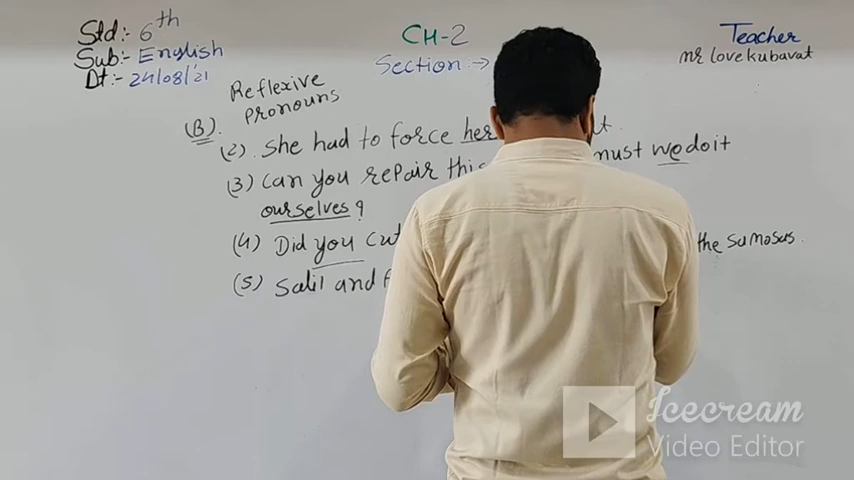 Std:- 6th
Sub:- English
Dt:- 24/08/21
CH-2
Section:->
Teacher
mr love kubavat
Reflexive
Pronouns
(B).
(2). She had to force her t.
(3) Can you repair this must we do it
ourselves?
(4) Did you cut the samosas.
(5) Salil and
Icecream
Video Editor